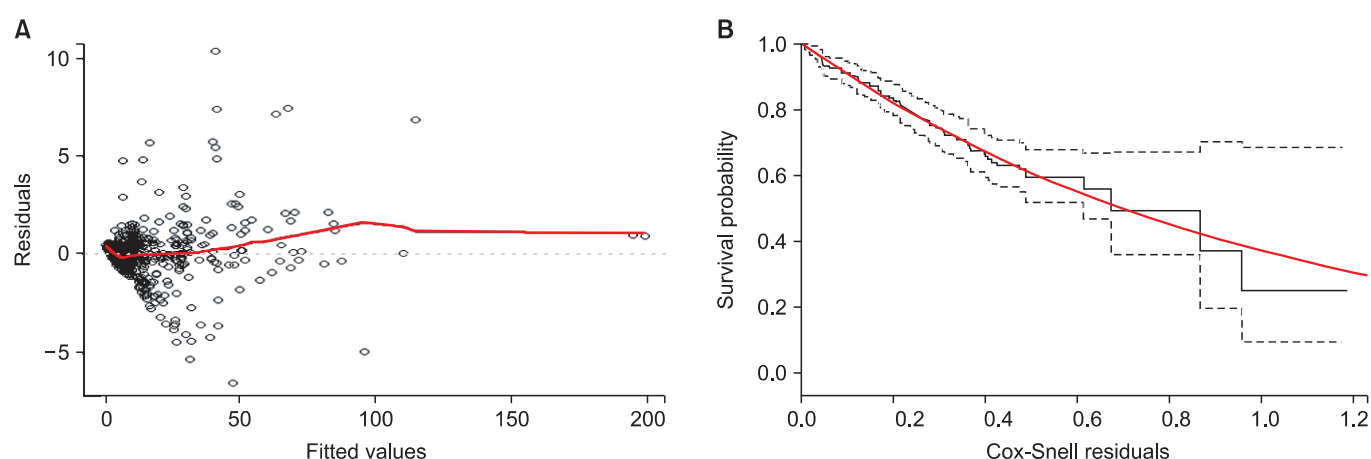 A
Residuals
10
5
0
−5
0 50 100 150 200
Fitted values
B
Survival probability
1.0
0.8
0.6
0.4
0.2
0.0
0.0 0.2 0.4 0.6 0.8 1.0 1.2
Cox-Snell residuals